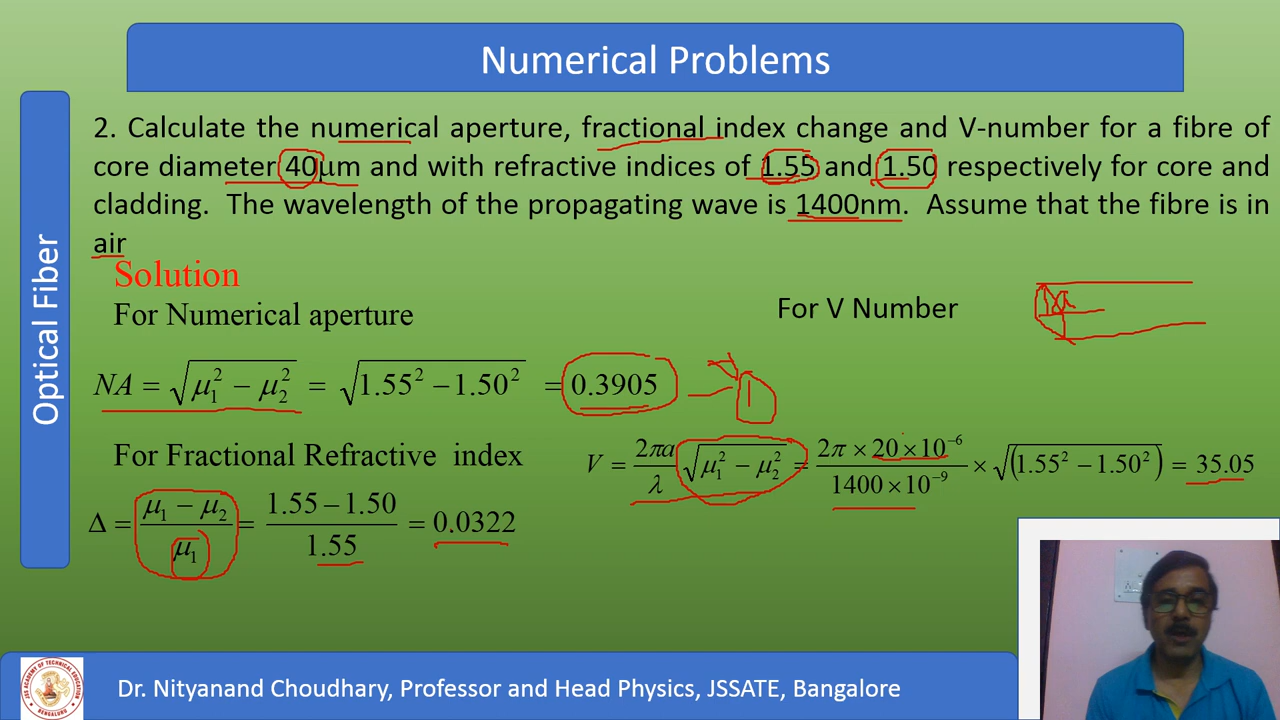 Numerical Problems
Optical Fiber
2. Calculate the numerical aperture, fractional index change and V-number for a fibre of
core diameter 40μm and with refractive indices of 1.55 and 1.50 respectively for core and
cladding. The wavelength of the propagating wave is 1400nm. Assume that the fibre is in
air
Solution
For Numerical aperture
NA = √(μ₁² − μ₂²) = √(1.55² − 1.50²) = 0.3905
For Fractional Refractive index
Δ = (μ₁ − μ₂)/μ₁ = (1.55 − 1.50)/1.55 = 0.0322
For V Number
V = 2πa/λ √(μ₁² − μ₂²) = 2π × 20 × 10⁻⁶/1400 × 10⁻⁹ × √(1.55² − 1.50²) = 35.05
Dr. Nityanand Choudhary, Professor and Head Physics, JSSATE, Bangalore